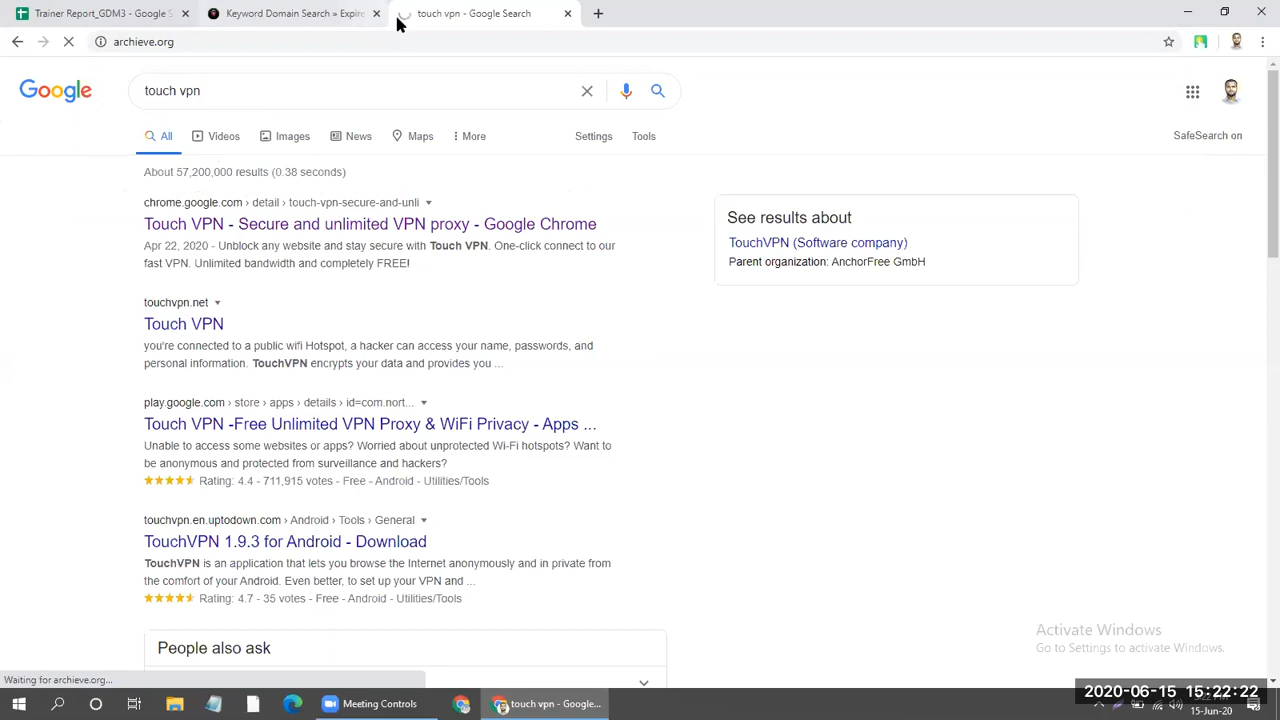 Trainer Report_GDM3 - Google S
Keyword Domain Search » Expire
touch vpn - Google Search
archieve.org
Google
touch vpn
All
Videos
Images
News
Maps
More
Settings
Tools
SafeSearch on
About 57,200,000 results (0.38 seconds)
chrome.google.com › detail › touch-vpn-secure-and-unli
Touch VPN - Secure and unlimited VPN proxy - Google Chrome
Apr 22, 2020 - Unblock any website and stay secure with Touch VPN. One-click connect to our
fast VPN. Unlimited bandwidth and completely FREE!
See results about
TouchVPN (Software company)
Parent organization: AnchorFree GmbH
touchvpn.net
Touch VPN
you're connected to a public wifi Hotspot, a hacker can access your name, passwords, and
personal information. TouchVPN encrypts your data and provides you ...
play.google.com › store › apps › details › id=com.nort...
Touch VPN -Free Unlimited VPN Proxy & WiFi Privacy - Apps ...
Unable to access some websites or apps? Worried about unprotected Wi-Fi hotspots? Want to
be anonymous and protected from surveillance and hackers?
Rating: 4.4 - 711,915 votes - Free - Android - Utilities/Tools
touchvpn.en.uptodown.com › Android › Tools › General
TouchVPN 1.9.3 for Android - Download
TouchVPN is an application that lets you browse the Internet anonymously and in private from
the comfort of your Android. Even better, to set up your VPN and ...
Rating: 4.7 - 35 votes - Free - Android - Utilities/Tools
People also ask
Activate Windows
Go to Settings to activate Windows.
Waiting for archieve.org...
2020-06-15 15:22:22
Meeting Controls
touch vpn - Google...
15-Jun-20